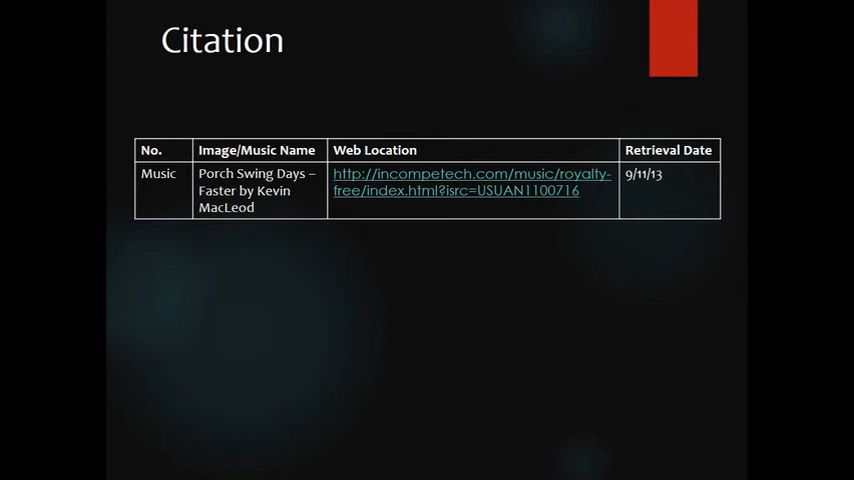 Citation
No. Image/Music Name Web Location Retrieval Date
Music Porch Swing Days – http://incompetech.com/music/royalty- 9/11/13
Faster by Kevin free/index.html?isrc=USUAN1100716
MacLeod